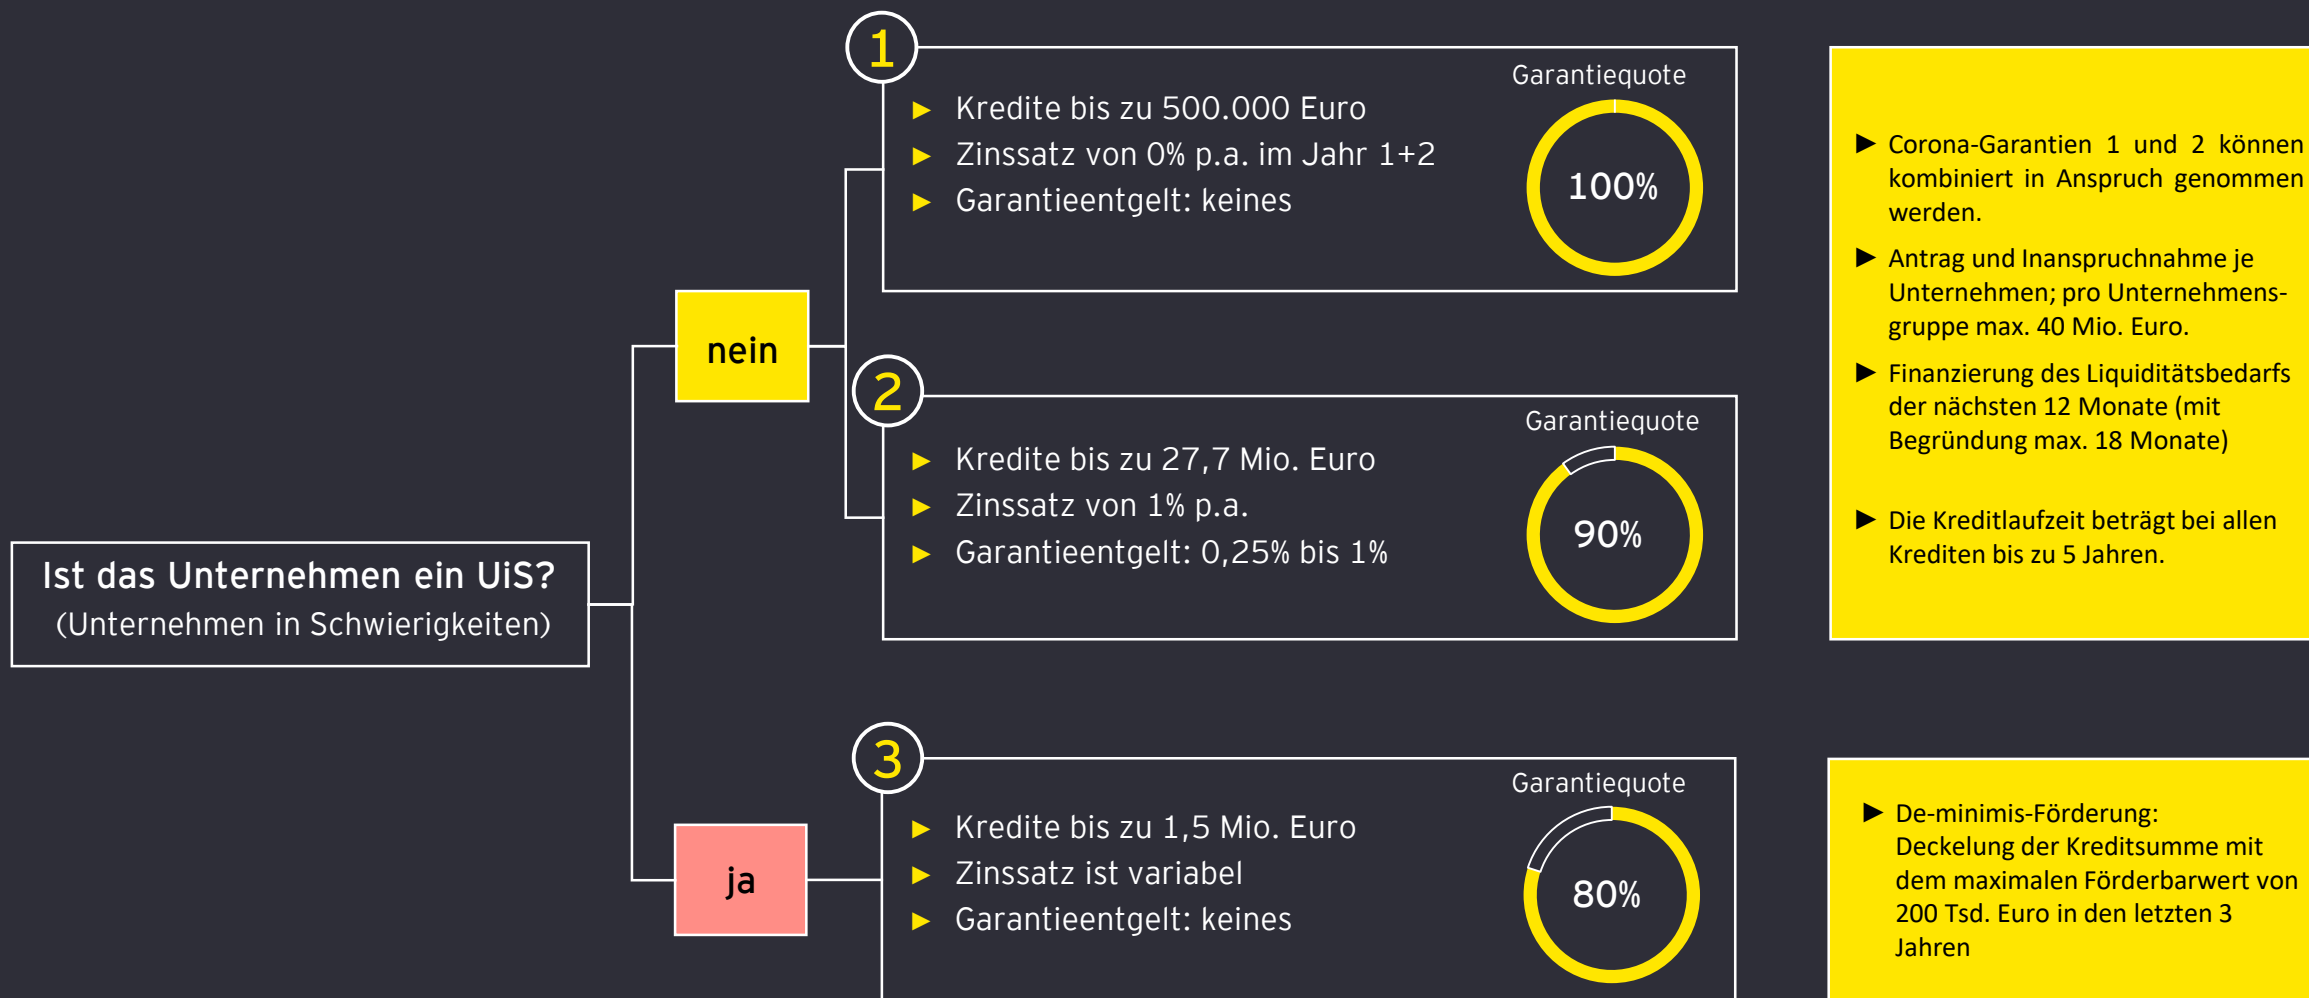 1
Garantiequote
► Kredite bis zu 500.000 Euro
► Zinssatz von 0% p.a. im Jahr 1+2
► Garantieentgelt: keines
100%
nein
2
Garantiequote
► Kredite bis zu 27,7 Mio. Euro
► Zinssatz von 1% p.a.
► Garantieentgelt: 0,25% bis 1%
90%
Ist das Unternehmen ein UiS?
(Unternehmen in Schwierigkeiten)
3
Garantiequote
► Kredite bis zu 1,5 Mio. Euro
► Zinssatz ist variabel
► Garantieentgelt: keines
80%
ja
► Corona-Garantien 1 und 2 können
kombiniert in Anspruch genommen
werden.
► Antrag und Inanspruchnahme je
Unternehmen; pro Unternehmens-
gruppe max. 40 Mio. Euro.
► Finanzierung des Liquiditätsbedarfs
der nächsten 12 Monate (mit
Begründung max. 18 Monate)
► Die Kreditlaufzeit beträgt bei allen
Krediten bis zu 5 Jahren.
► De-minimis-Förderung:
Deckelung der Kreditsumme mit
dem maximalen Förderbarwert von
200 Tsd. Euro in den letzten 3
Jahren